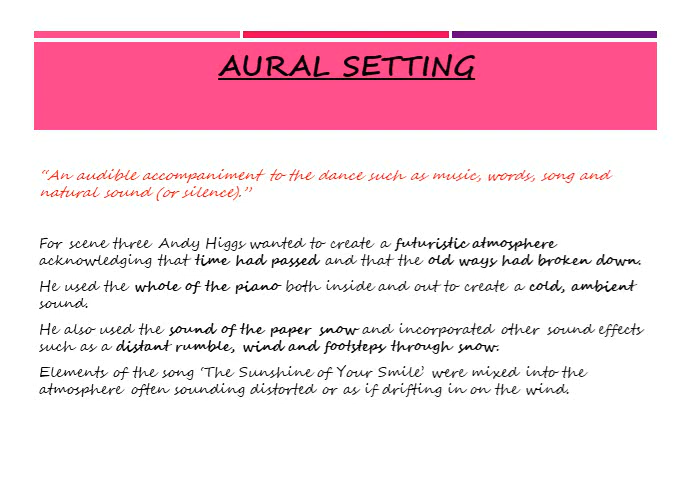 AURAL SETTING
“An audible accompaniment to the dance such as music, words, song and
natural sound (or silence).”
For scene three Andy Higgs wanted to create a futuristic atmosphere
acknowledging that time had passed and that the old ways had broken down.
He used the whole of the piano both inside and out to create a cold, ambient
sound.
He also used the sound of the paper snow and incorporated other sound effects
such as a distant rumble, wind and footsteps through snow.
Elements of the song ‘The Sunshine of Your Smile’ were mixed into the
atmosphere often sounding distorted or as if drifting in on the wind.